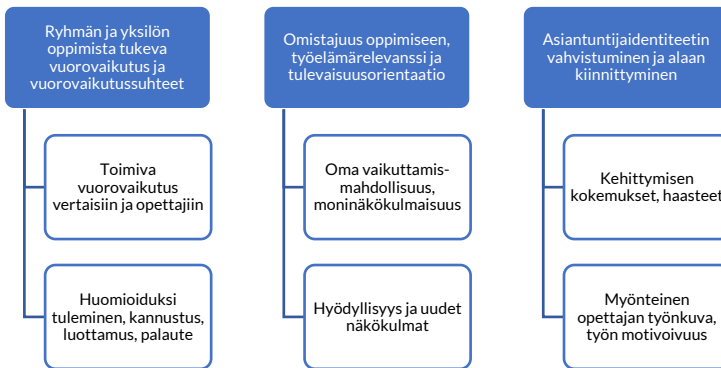 Ryhmän ja yksilön
oppimista tukeva
vuorovaikutus ja
vuorovaikutussuhteet
Toimiva
vuorovaikutus
vertaisiin ja opettajiin
Huomioiduksi
tuleminen, kannustus,
luottamus, palaute
Omistajuus oppimiseen,
työelämärelevanssi ja
tulevaisuusorientaatio
Oma vaikuttamis-
mahdollisuus,
moninäkökulmaisuus
Hyödyllisyys ja uudet
näkökulmat
Asiantuntijaidentiteetin
vahvistuminen ja alaan
kiinnittyminen
Kehittymisen
kokemukset, haasteet
Myönteinen
opettajan työnkuva,
työn motivoivuus